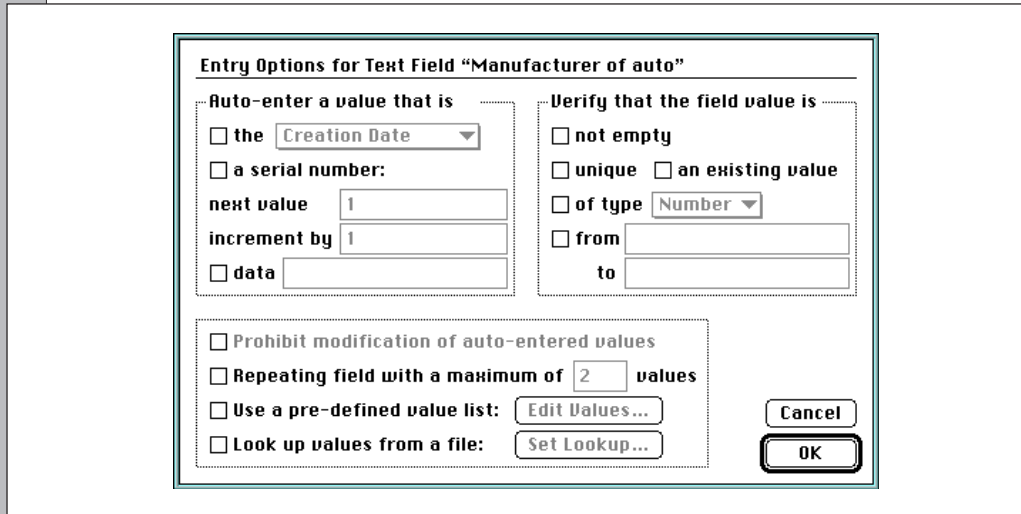 Entry Options for Text Field “Manufacturer of auto”
Auto-enter a value that is
the Creation Date
a serial number:
next value 1
increment by 1
data
Verify that the field value is
not empty
unique an existing value
of type Number
from
to
Prohibit modification of auto-entered values
Repeating field with a maximum of 2 values
Use a pre-defined value list: Edit Values...
Look up values from a file: Set Lookup...
Cancel
OK